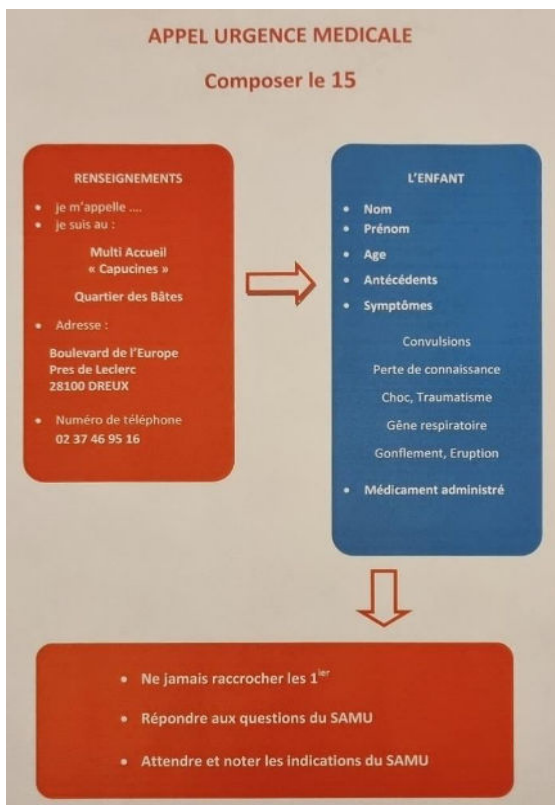 APPEL URGENCE MEDICALE
Composer le 15
RENSEIGNEMENTS
• je m'appelle ....
• je suis au :
Multi Accueil
« Capucines »
Quartier des Bâtes
• Adresse :
Boulevard de l'Europe
Pres de Leclerc
28100 DREUX
• Numéro de téléphone
02 37 46 95 16
L'ENFANT
• Nom
• Prénom
• Age
• Antécédents
• Symptômes
Convulsions
Perte de connaissance
Choc, Traumatisme
Gêne respiratoire
Gonflement, Eruption
• Médicament administré
• Ne jamais raccrocher les 1ier
• Répondre aux questions du SAMU
• Attendre et noter les indications du SAMU